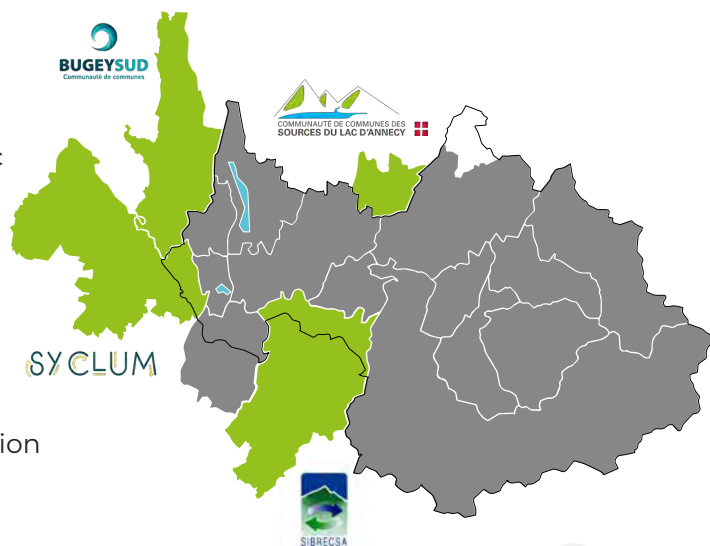 BUGEYSUD
Communauté de communes
COMMUNAUTÉ DE COMMUNES DES
SOURCES DU LAC D'ANNECY
c
SYCLUM
ion
SIBRECSA